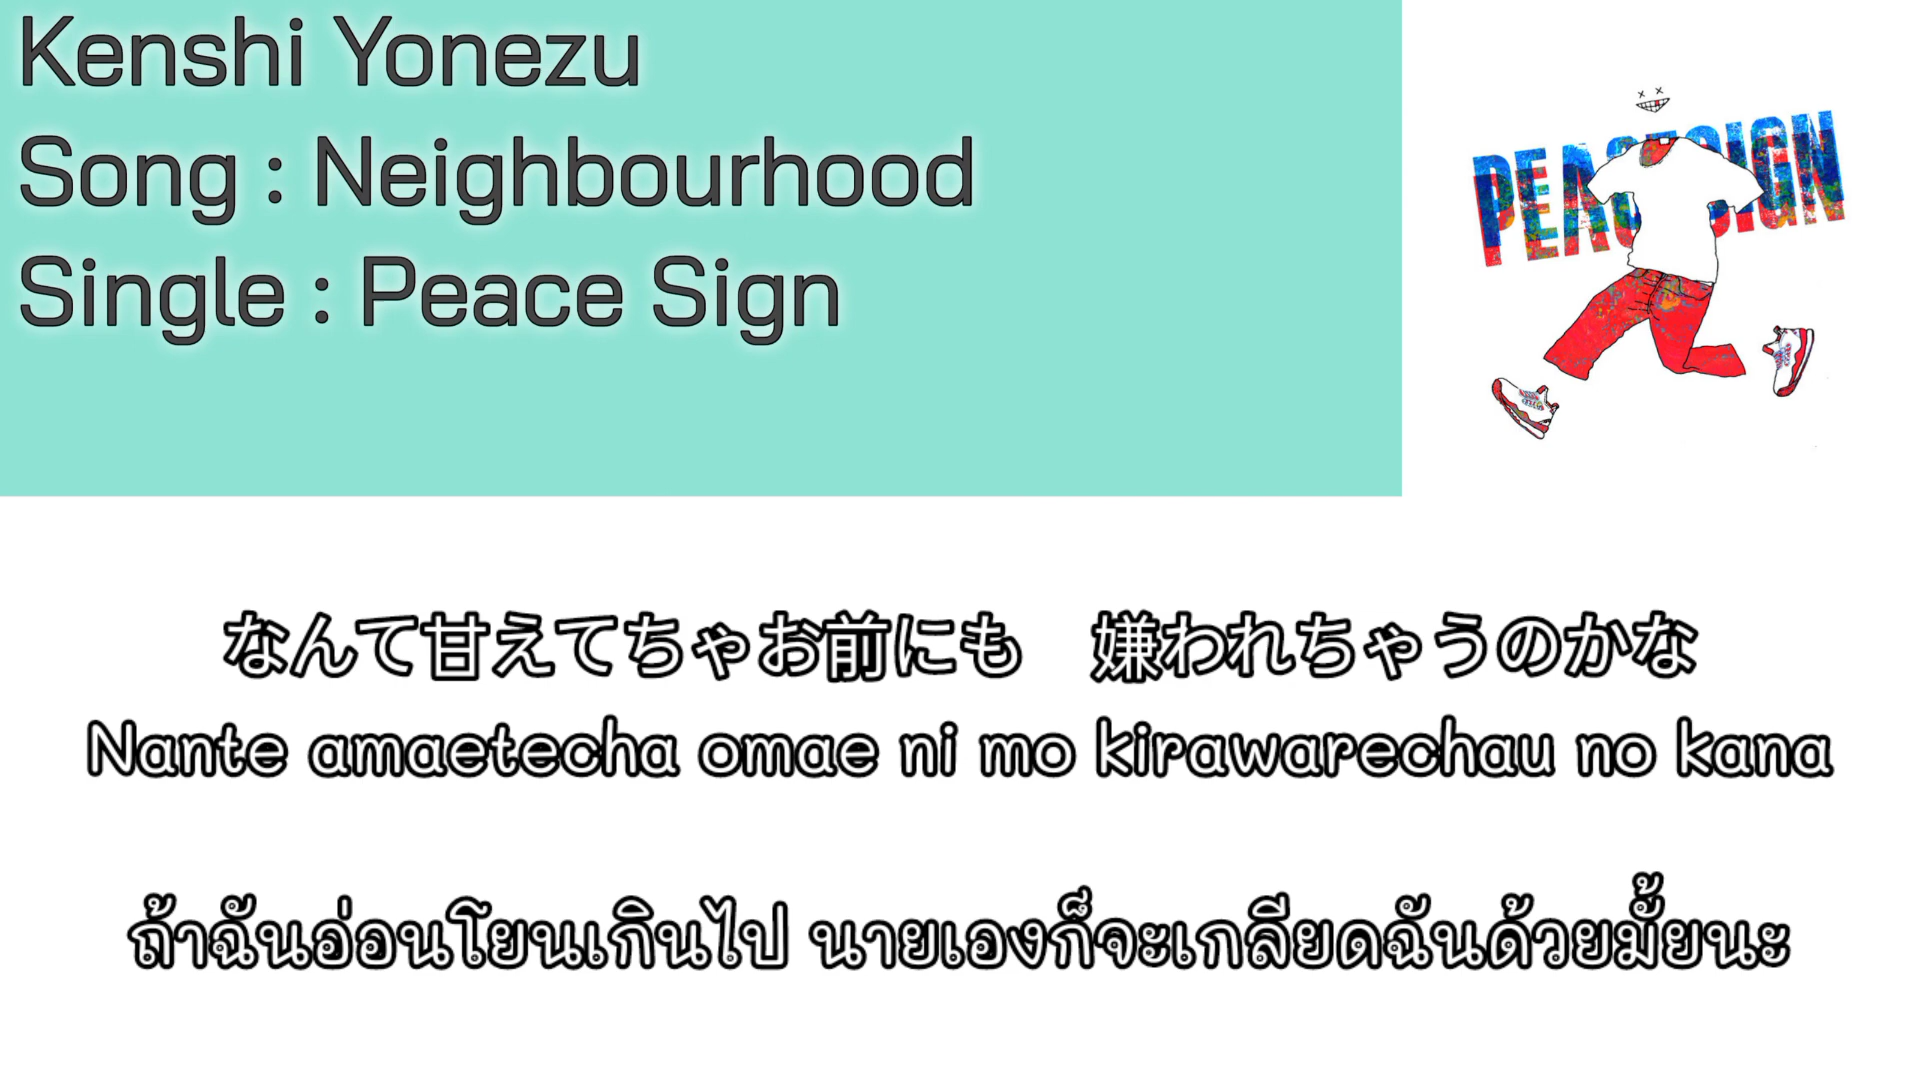 Kenshi Yonezu
Song : Neighbourhood
Single : Peace Sign
PEACE SIGN
なんて甘えてちゃお前にも　嫌われちゃうのかな
Nante amaetecha omae ni mo kirawarechau no kana
ถ้าฉันอ่อนโยนเกินไป นายเองก็จะเกลียดฉันด้วยมั้ยนะ